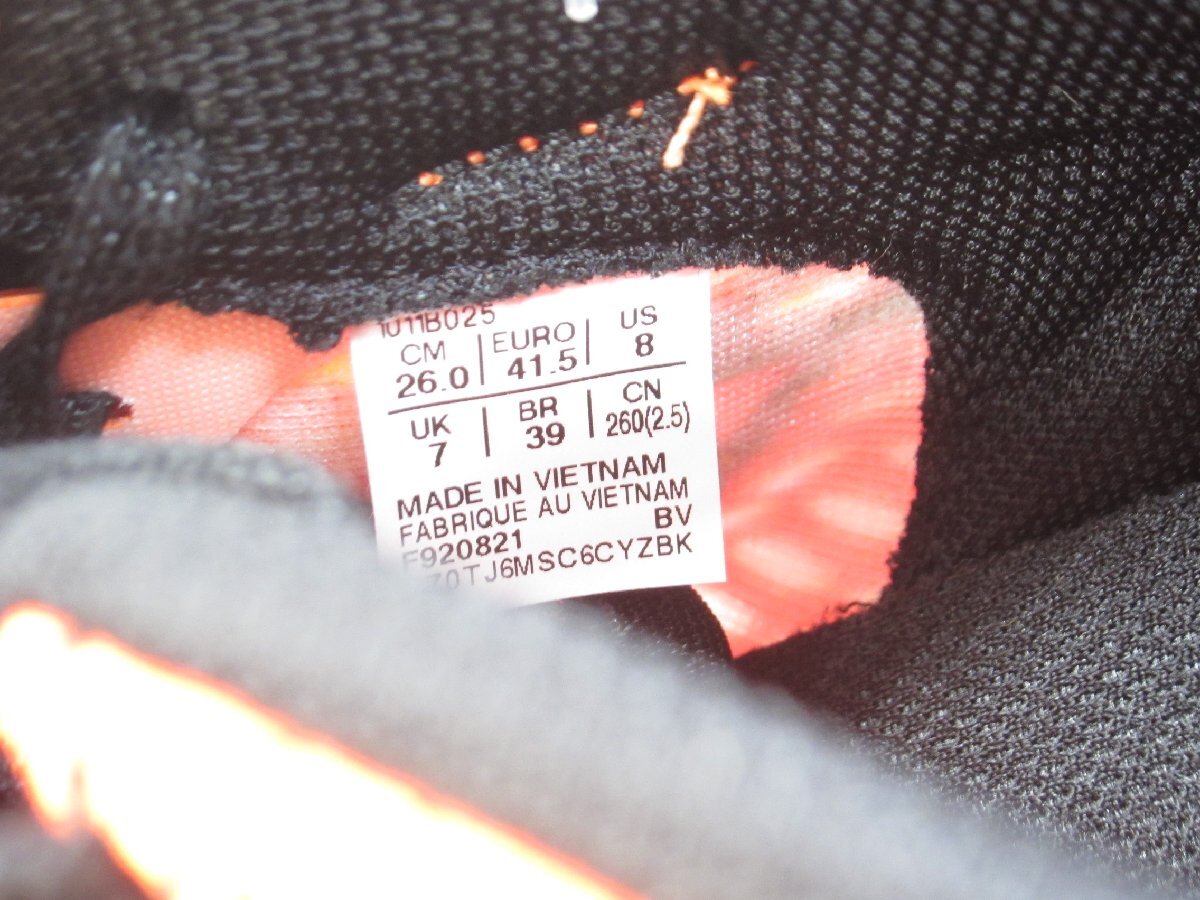 1011B025
CM EURO US
26.0 41.5 8
UK BR CN
7 39 260(2.5)
MADE IN VIETNAM
FABRIQUE AU VIETNAM
BV
F920821
Z0TJ6MSC6CYZBK